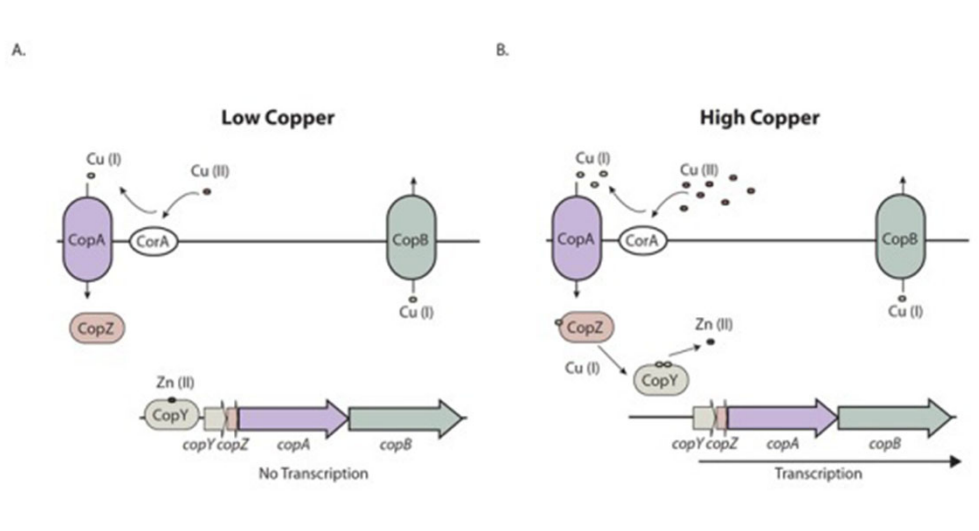 A.
Low Copper
Cu (I)
Cu (II)
CopA
CorA
CopB
Cu (I)
CopZ
Zn (II)
CopY
copY copZ copA copB
No Transcription
B.
High Copper
Cu (I)
Cu (II)
CopA
CorA
CopB
Cu (I)
CopZ
Zn (II)
Cu (I)
CopY
copY copZ copA copB
Transcription